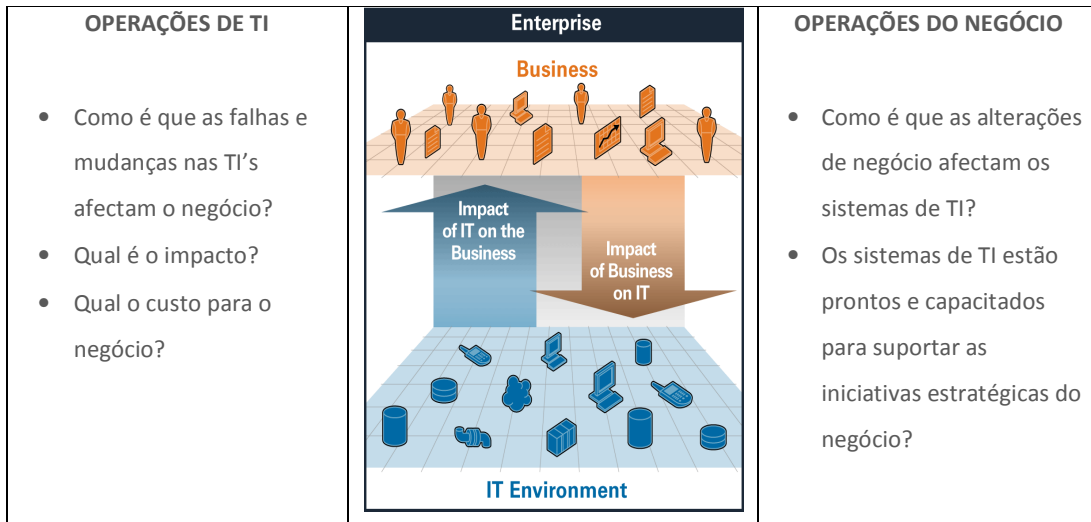 OPERAÇÕES DE TI
• Como é que as falhas e
mudanças nas TI’s
afectam o negócio?
• Qual é o impacto?
• Qual o custo para o
negócio?
Enterprise
Business
Impact
of IT on the
Business
Impact
of Business
on IT
IT Environment
OPERAÇÕES DO NEGÓCIO
• Como é que as alterações
de negócio afectam os
sistemas de TI?
• Os sistemas de TI estão
prontos e capacitados
para suportar as
iniciativas estratégicas do
negócio?